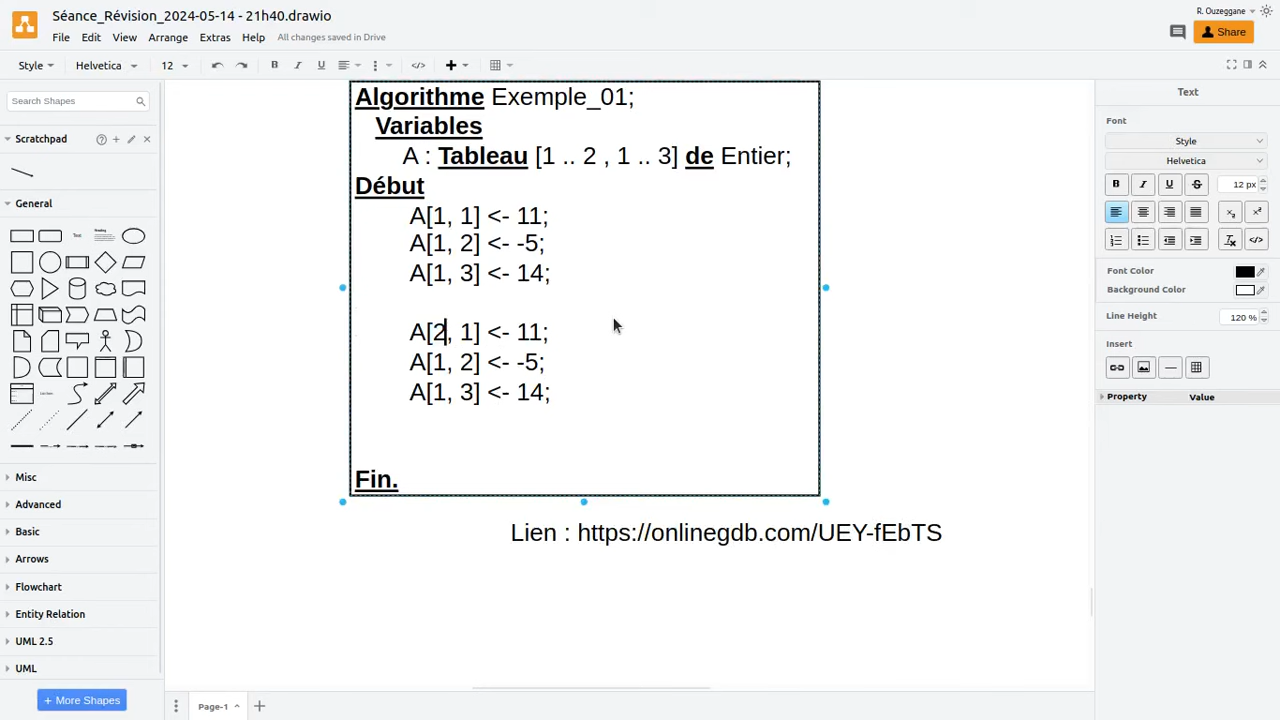 Séance_Révision_2024-05-14 - 21h40.drawio
R. Ouzeggane
File Edit View Arrange Extras Help All changes saved in Drive
Share
Style Helvetica 12 B I U
Search Shapes
Scratchpad
General
Text
Heading
Misc
Advanced
Basic
Arrows
Flowchart
Entity Relation
UML 2.5
UML
+ More Shapes
Algorithme Exemple_01;
Variables
A : Tableau [1 .. 2 , 1 .. 3] de Entier;
Début
A[1, 1] <- 11;
A[1, 2] <- -5;
A[1, 3] <- 14;
A[2, 1] <- 11;
A[1, 2] <- -5;
A[1, 3] <- 14;
Fin.
Lien : https://onlinegdb.com/UEY-fEbTS
Page-1
Text
Font
Style
Helvetica
B I U S 12 px
Font Color
Background Color
Line Height 120 %
Insert
Property Value